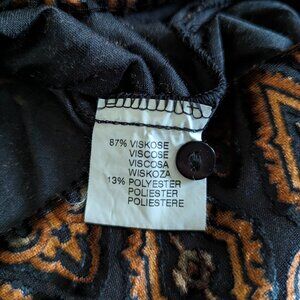 87% VISKOSE
VISCOSE
VISCOSA
WISKOZA
13% POLYESTER
POLIESTER
POLIESTERE